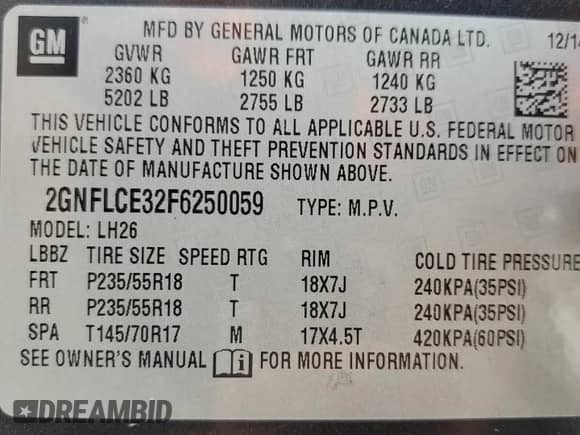 GM
MFD BY GENERAL MOTORS OF CANADA LTD. 12/14
GVWR GAWR FRT GAWR RR
2360 KG 1250 KG 1240 KG
5202 LB 2755 LB 2733 LB
THIS VEHICLE CONFORMS TO ALL APPLICABLE U.S. FEDERAL MOTOR
VEHICLE SAFETY AND THEFT PREVENTION STANDARDS IN EFFECT ON
THE DATE OF MANUFACTURE SHOWN ABOVE.
2GNFLCE32F6250059 TYPE: M.P.V.
MODEL: LH26
LBBZ TIRE SIZE SPEED RTG RIM COLD TIRE PRESSURE
FRT P235/55R18 T 18X7J 240KPA(35PSI)
RR P235/55R18 T 18X7J 240KPA(35PSI)
SPA T145/70R17 M 17X4.5T 420KPA(60PSI)
SEE OWNER'S MANUAL i FOR MORE INFORMATION.
DREAMBID